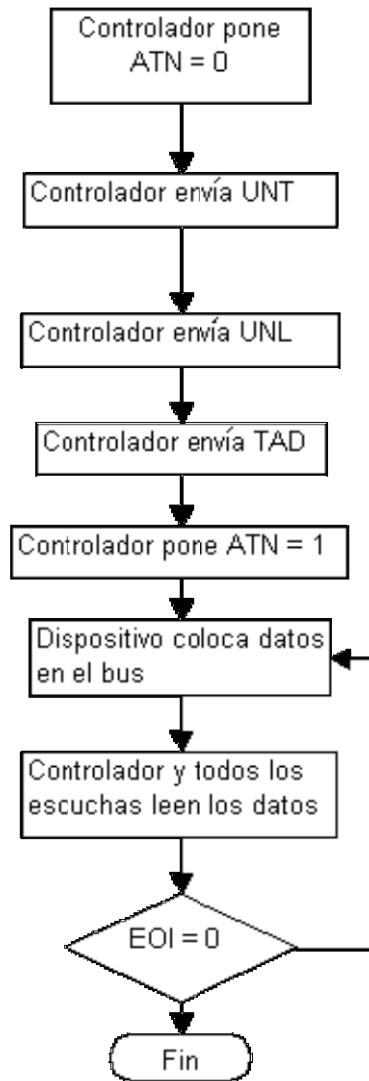 Controlador pone
ATN = 0
Controlador envía UNT
Controlador envía UNL
Controlador envía TAD
Controlador pone ATN = 1
Dispositivo coloca datos
en el bus
Controlador y todos los
escuchas leen los datos
EOI = 0
Fin